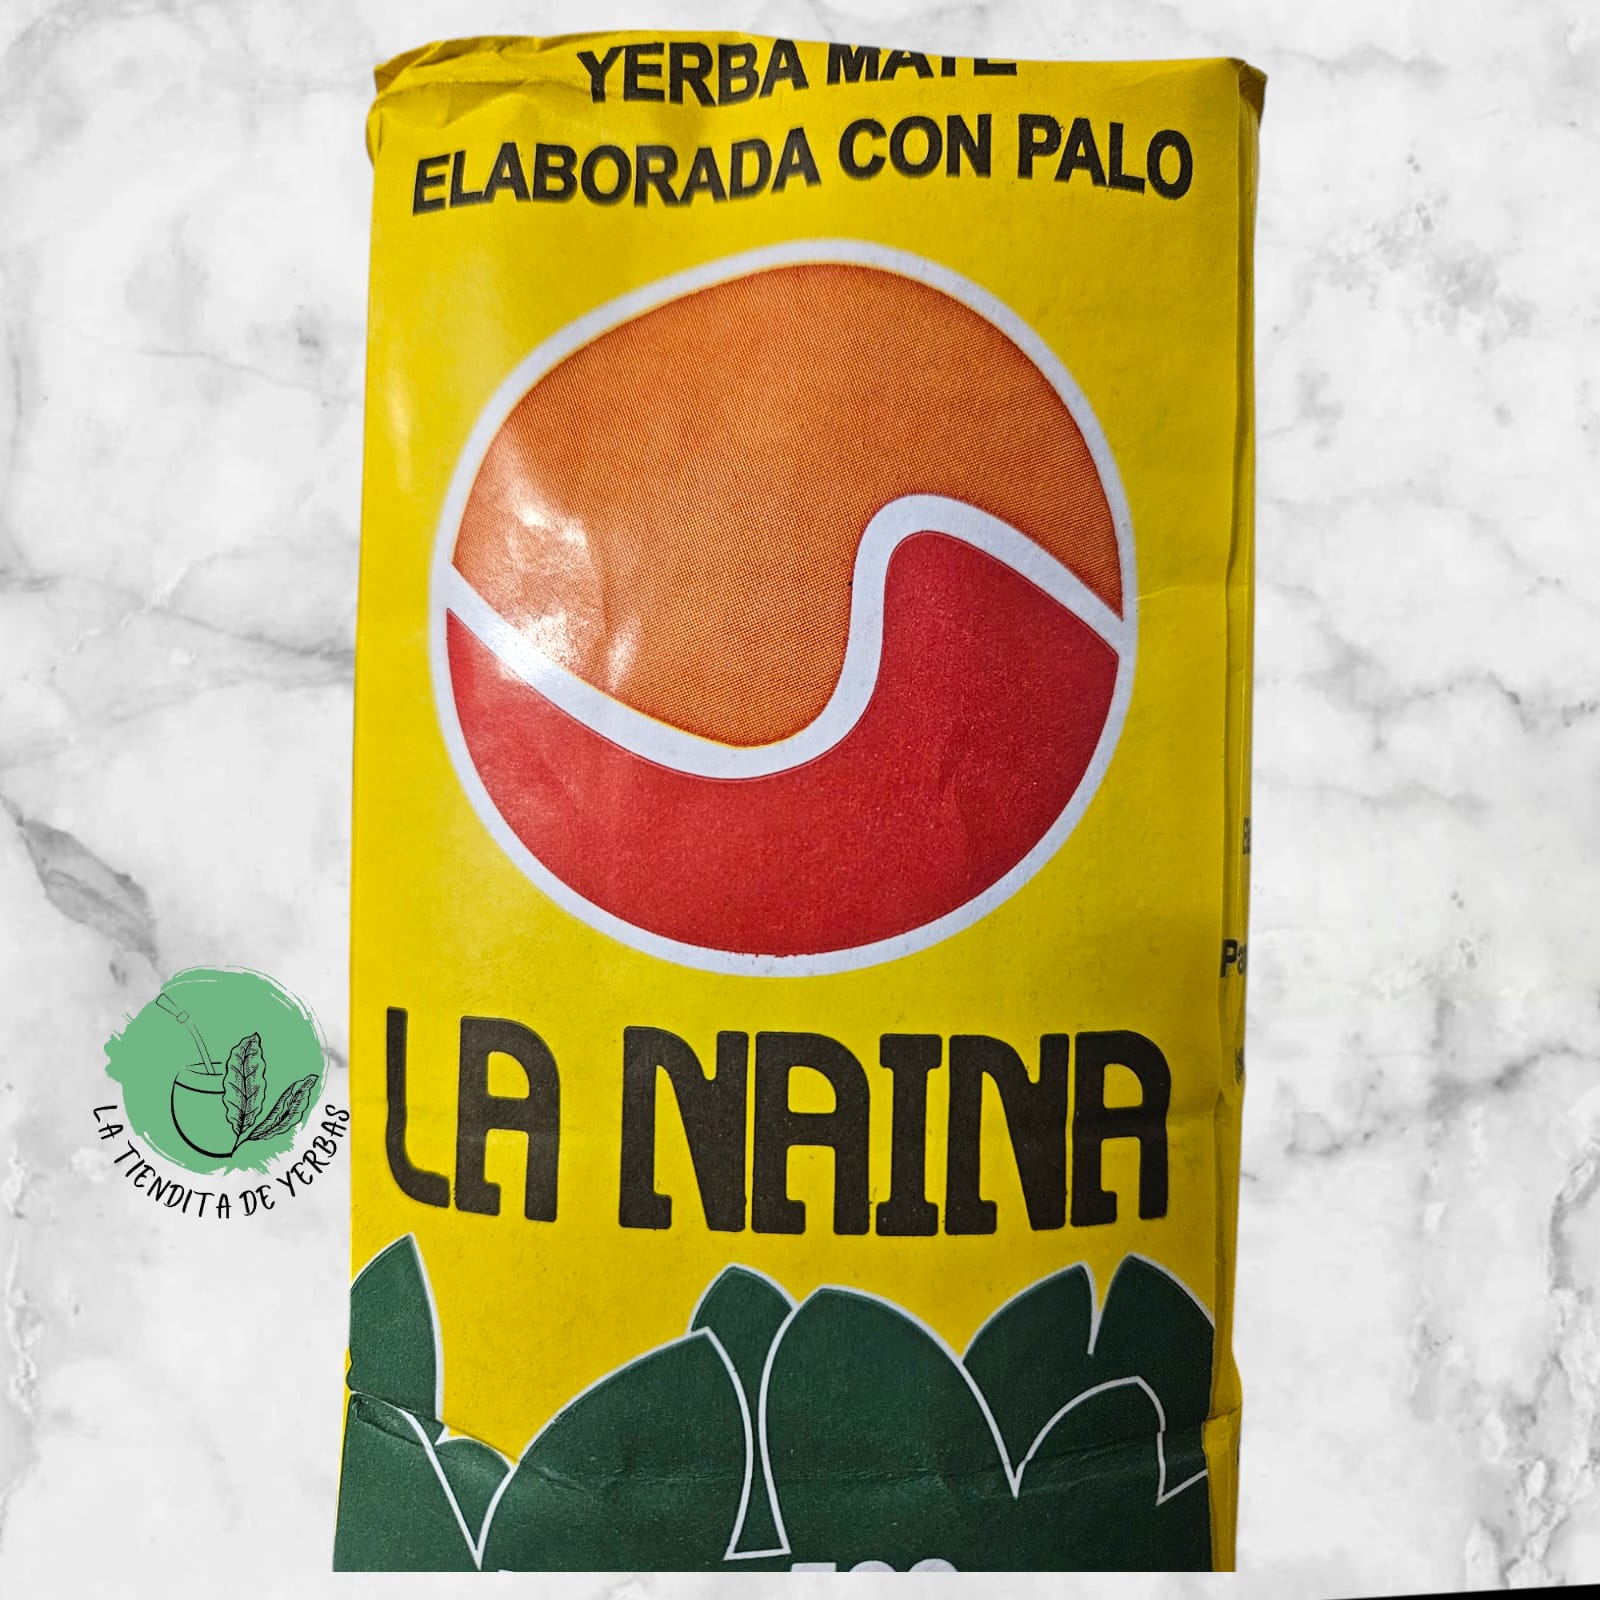 YERBA MATE
ELABORADA CON PALO
LA NAINA
LA TIENDITA DE YERBAS